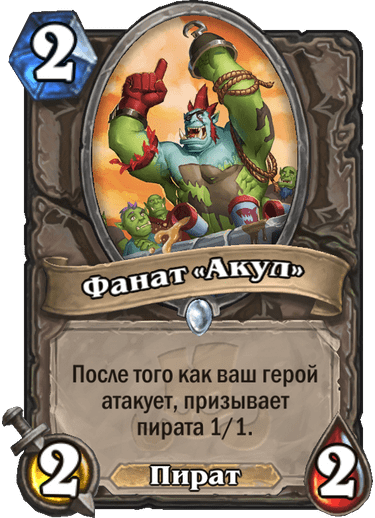 2
Фанат «Акул»
После того как ваш герой
атакует, призывает
пирата 1/1.
2
Пират
2